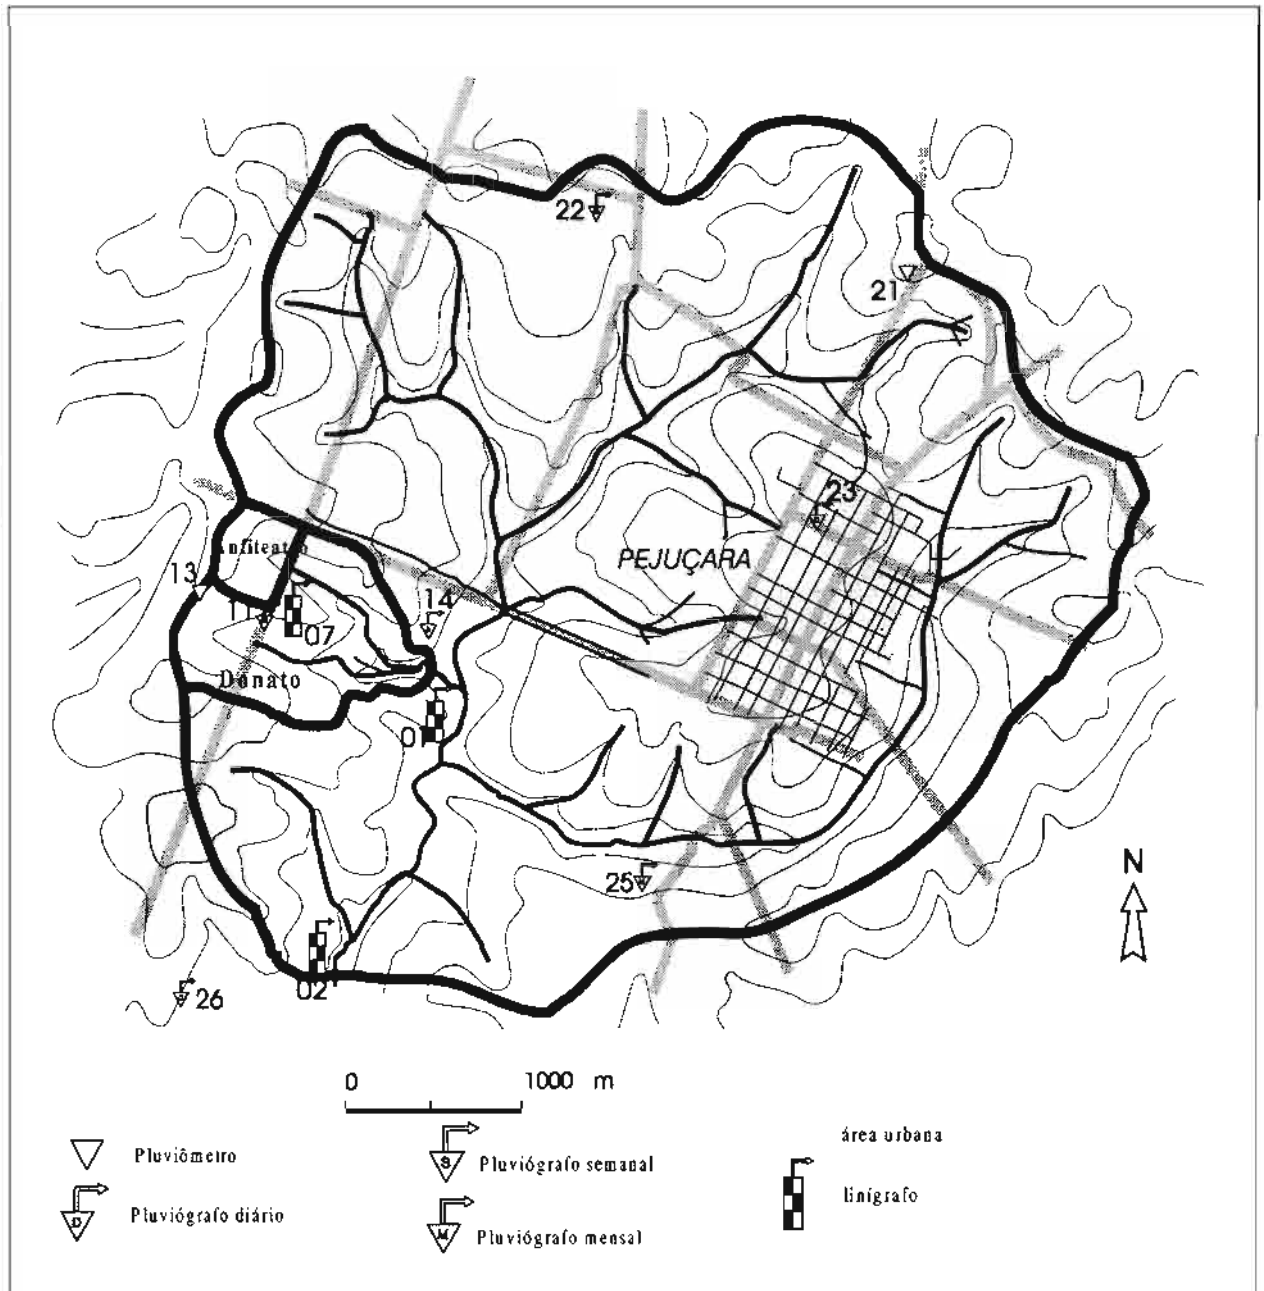 22
21
23
PEJUÇARA
Anfiteatro
13
14
11
07
Donato
01
25
N
02
26
0 1000 m
área urbana
Pluviômetro
S Pluviógrafo semanal
linígrafo
D Pluviógrafo diário
M Pluviógrafo mensal